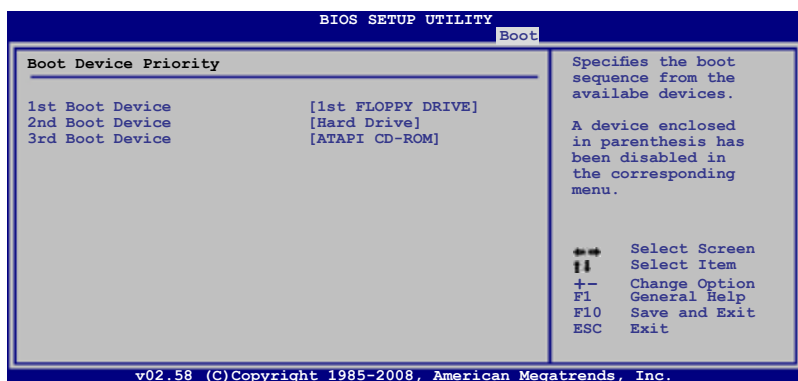 BIOS SETUP UTILITY
Boot
Boot Device Priority
1st Boot Device [1st FLOPPY DRIVE]
2nd Boot Device [Hard Drive]
3rd Boot Device [ATAPI CD-ROM]
Specifies the boot
sequence from the
availabe devices.
A device enclosed
in parenthesis has
been disabled in
the corresponding
menu.
←→ Select Screen
↑↓ Select Item
+- Change Option
F1 General Help
F10 Save and Exit
ESC Exit
v02.58 (C)Copyright 1985-2008, American Megatrends, Inc.